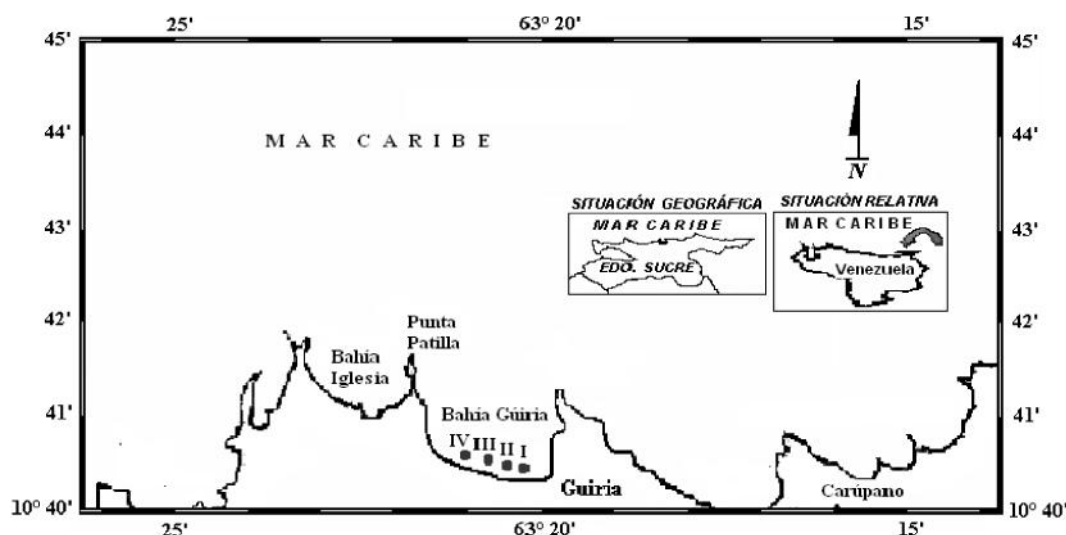 25'
63° 20'
15'
45'
45'
44'
44'
M A R C A R I B E
N
43'
43'
SITUACIÓN GEOGRÁFICA
MAR CARIBE
EDO. SUCRE
SITUACIÓN RELATIVA
MAR CARIBE
Venezuela
42'
42'
Punta
Patilla
Bahía
Iglesia
41'
41'
Bahía Gúiria
IV III II I
Guiria
Carúpano
10° 40'
10° 40'
25'
63° 20'
15'